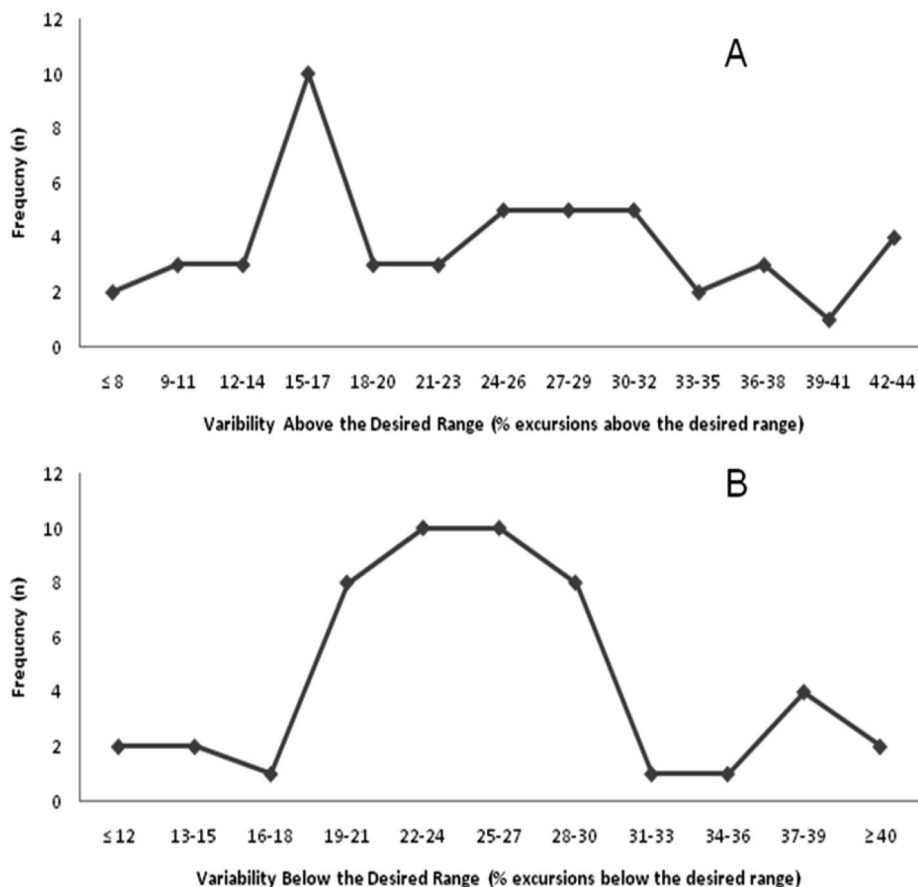 12
A
10
8
6
4
2
0
Frequcny (n)
≤ 8 9-11 12-14 15-17 18-20 21-23 24-26 27-29 30-32 33-35 36-38 39-41 42-44
Varibility Above the Desired Range (% excursions above the desired range)
12
B
10
8
6
4
2
0
Frequcncy (n)
≤ 12 13-15 16-18 19-21 22-24 25-27 28-30 31-33 34-36 37-39 ≥40
Variability Below the Desired Range (% excursions below the desired range)